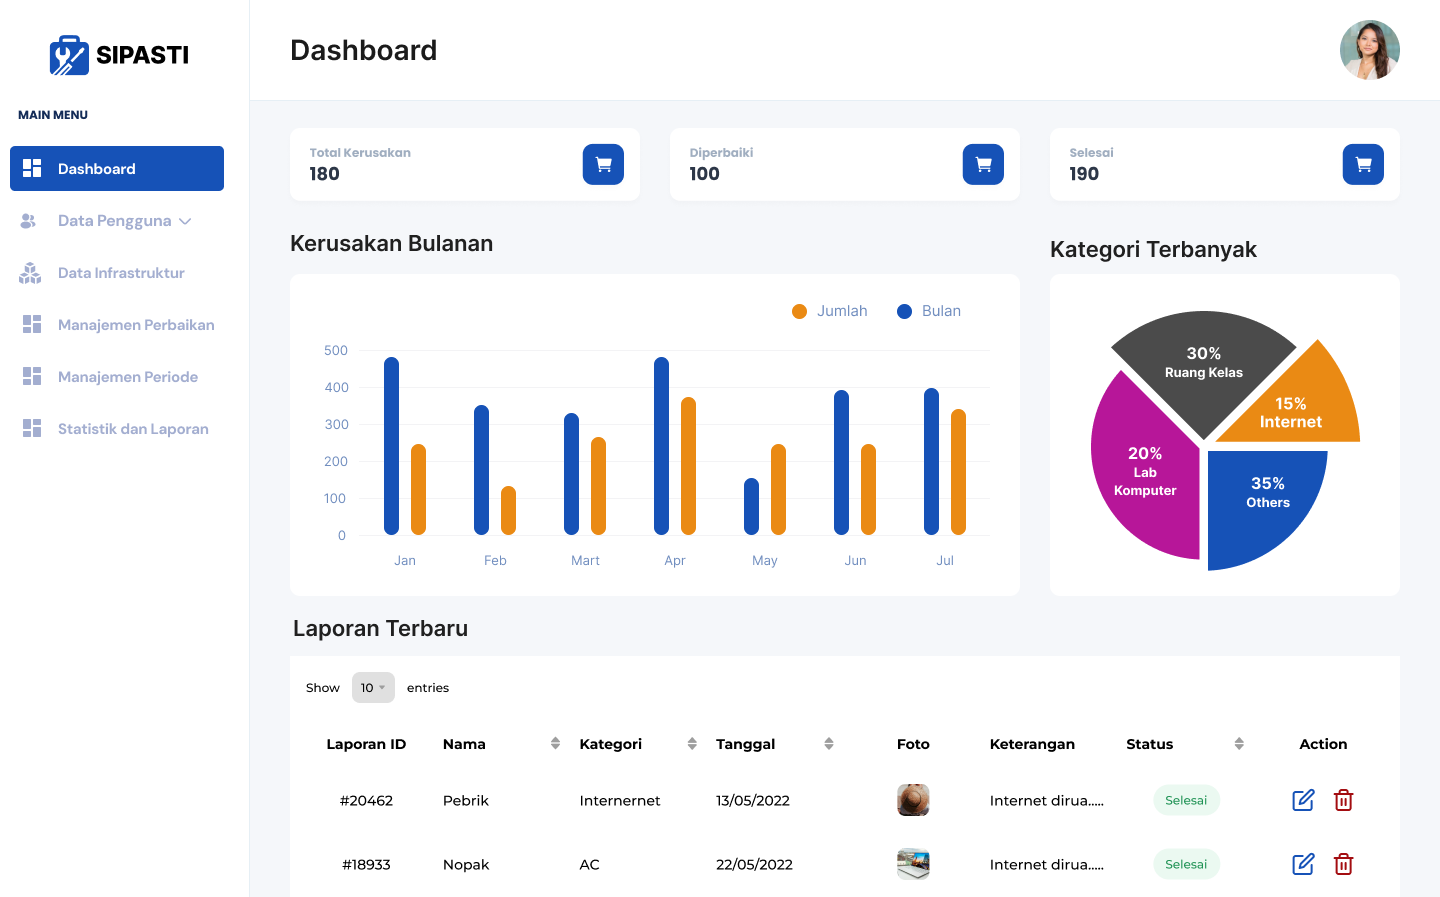 SIPASTI
MAIN MENU
Dashboard
Data Pengguna
Data Infrastruktur
Manajemen Perbaikan
Manajemen Periode
Statistik dan Laporan
Dashboard
Total Kerusakan
180
Diperbaiki
100
Selesai
190
Kerusakan Bulanan
Jumlah Bulan
500
400
300
200
100
0
Jan Feb Mart Apr May Jun Jul
Kategori Terbanyak
30%
Ruang Kelas
15%
Internet
20%
Lab
Komputer
35%
Others
Laporan Terbaru
Show 10 entries
Laporan ID Nama Kategori Tanggal Foto Keterangan Status Action
#20462 Pebrik Internernet 13/05/2022 Internet dirua..... Selesai
#18933 Nopak AC 22/05/2022 Internet dirua..... Selesai